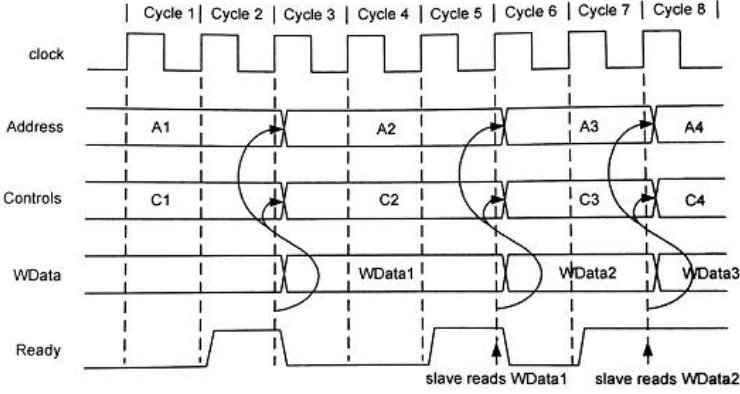 Cycle 1 Cycle 2 Cycle 3 Cycle 4 Cycle 5 Cycle 6 Cycle 7 Cycle 8
clock
Address A1 A2 A3 A4
Controls C1 C2 C3 C4
WData WData1 WData2 WData3
Ready
slave reads WData1 slave reads WData2